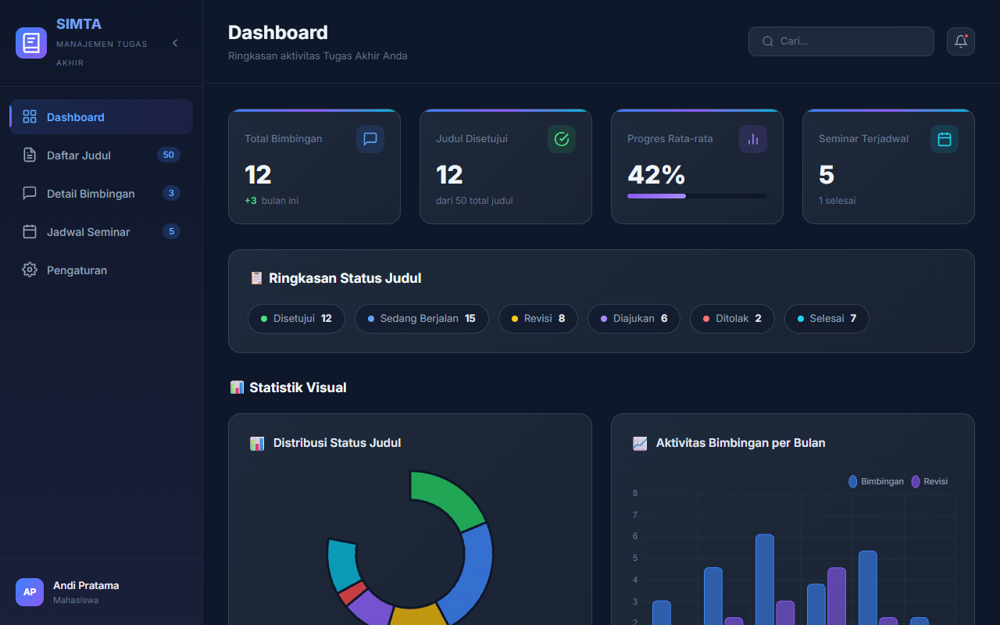 SIMTA
MANAJEMEN TUGAS
AKHIR
Dashboard
Daftar Judul 50
Detail Bimbingan 3
Jadwal Seminar 5
Pengaturan
AP
Andi Pratama
Mahasiswa
Dashboard
Ringkasan aktivitas Tugas Akhir Anda
Cari...
Total Bimbingan
12
+3 bulan ini
Judul Disetujui
12
dari 50 total judul
Progres Rata-rata
42%
Seminar Terjadwal
5
1 selesai
Ringkasan Status Judul
Disetujui 12
Sedang Berjalan 15
Revisi 8
Diajukan 6
Ditolak 2
Selesai 7
Statistik Visual
Distribusi Status Judul
Aktivitas Bimbingan per Bulan
Bimbingan
Revisi
8
7
6
5
4
3
2